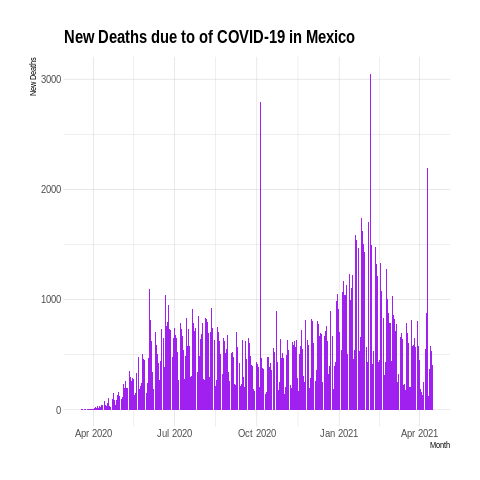 New Deaths due to of COVID-19 in Mexico
New Deaths
3000
2000
1000
0
Apr 2020 Jul 2020 Oct 2020 Jan 2021 Apr 2021
Month